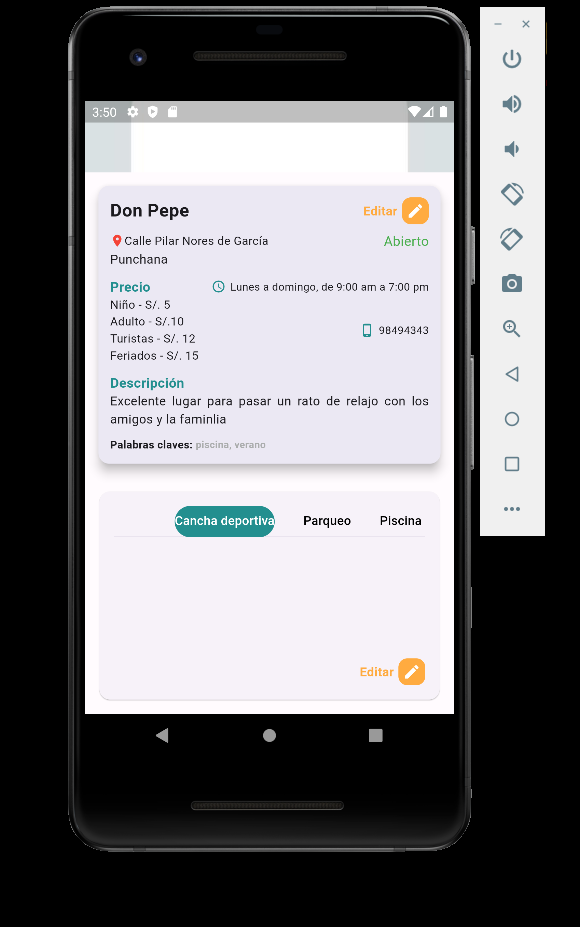 3:50
Don Pepe
Editar
Calle Pilar Nores de García
Abierto
Punchana
Precio
Lunes a domingo, de 9:00 am a 7:00 pm
Niño - S/. 5
Adulto - S/.10
Turistas - S/. 12
98494343
Feriados - S/. 15
Descripción
Excelente lugar para pasar un rato de relajo con los
amigos y la faminlia
Palabras claves: piscina, verano
Cancha deportiva Parqueo Piscina
Editar